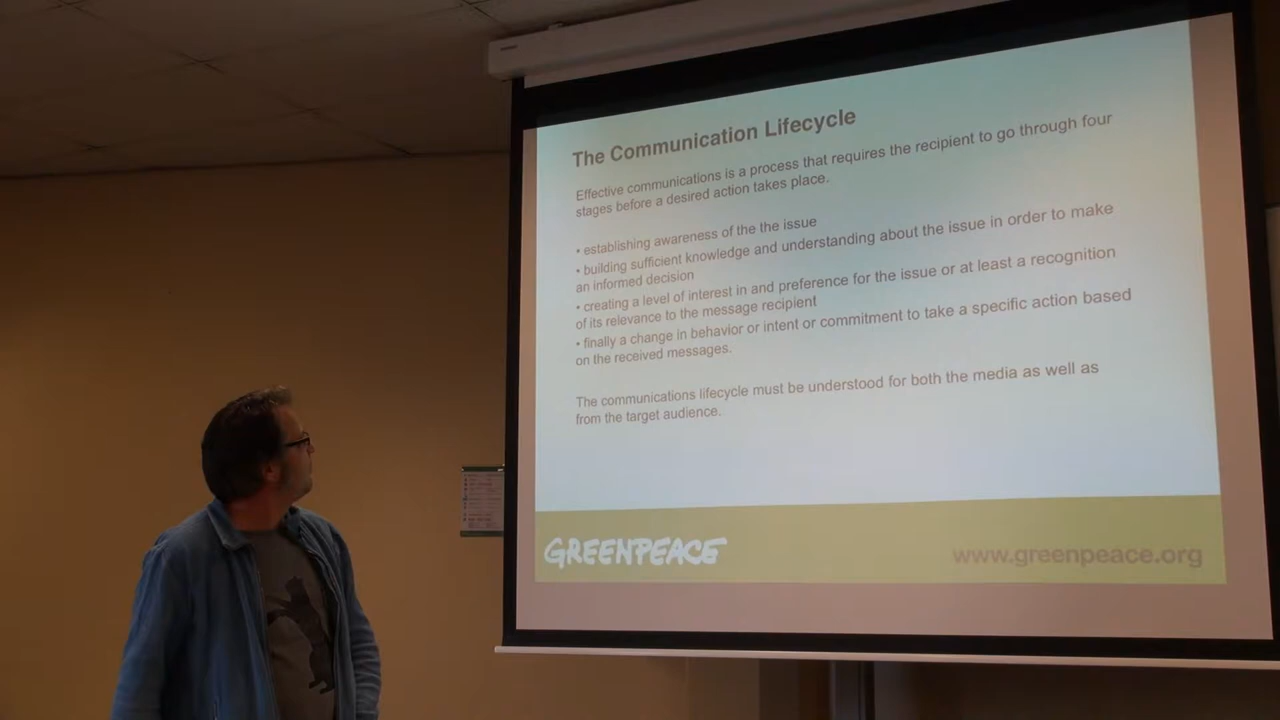 The Communication Lifecycle
Effective communications is a process that requires the recipient to go through four
stages before a desired action takes place.
• establishing awareness of the the issue
• building sufficient knowledge and understanding about the issue in order to make
an informed decision
• creating a level of interest in and preference for the issue or at least a recognition
of its relevance to the message recipient
• finally a change in behavior or intent or commitment to take a specific action based
on the received messages.
The communications lifecycle must be understood for both the media as well as
from the target audience.
GREENPEACE
www.greenpeace.org